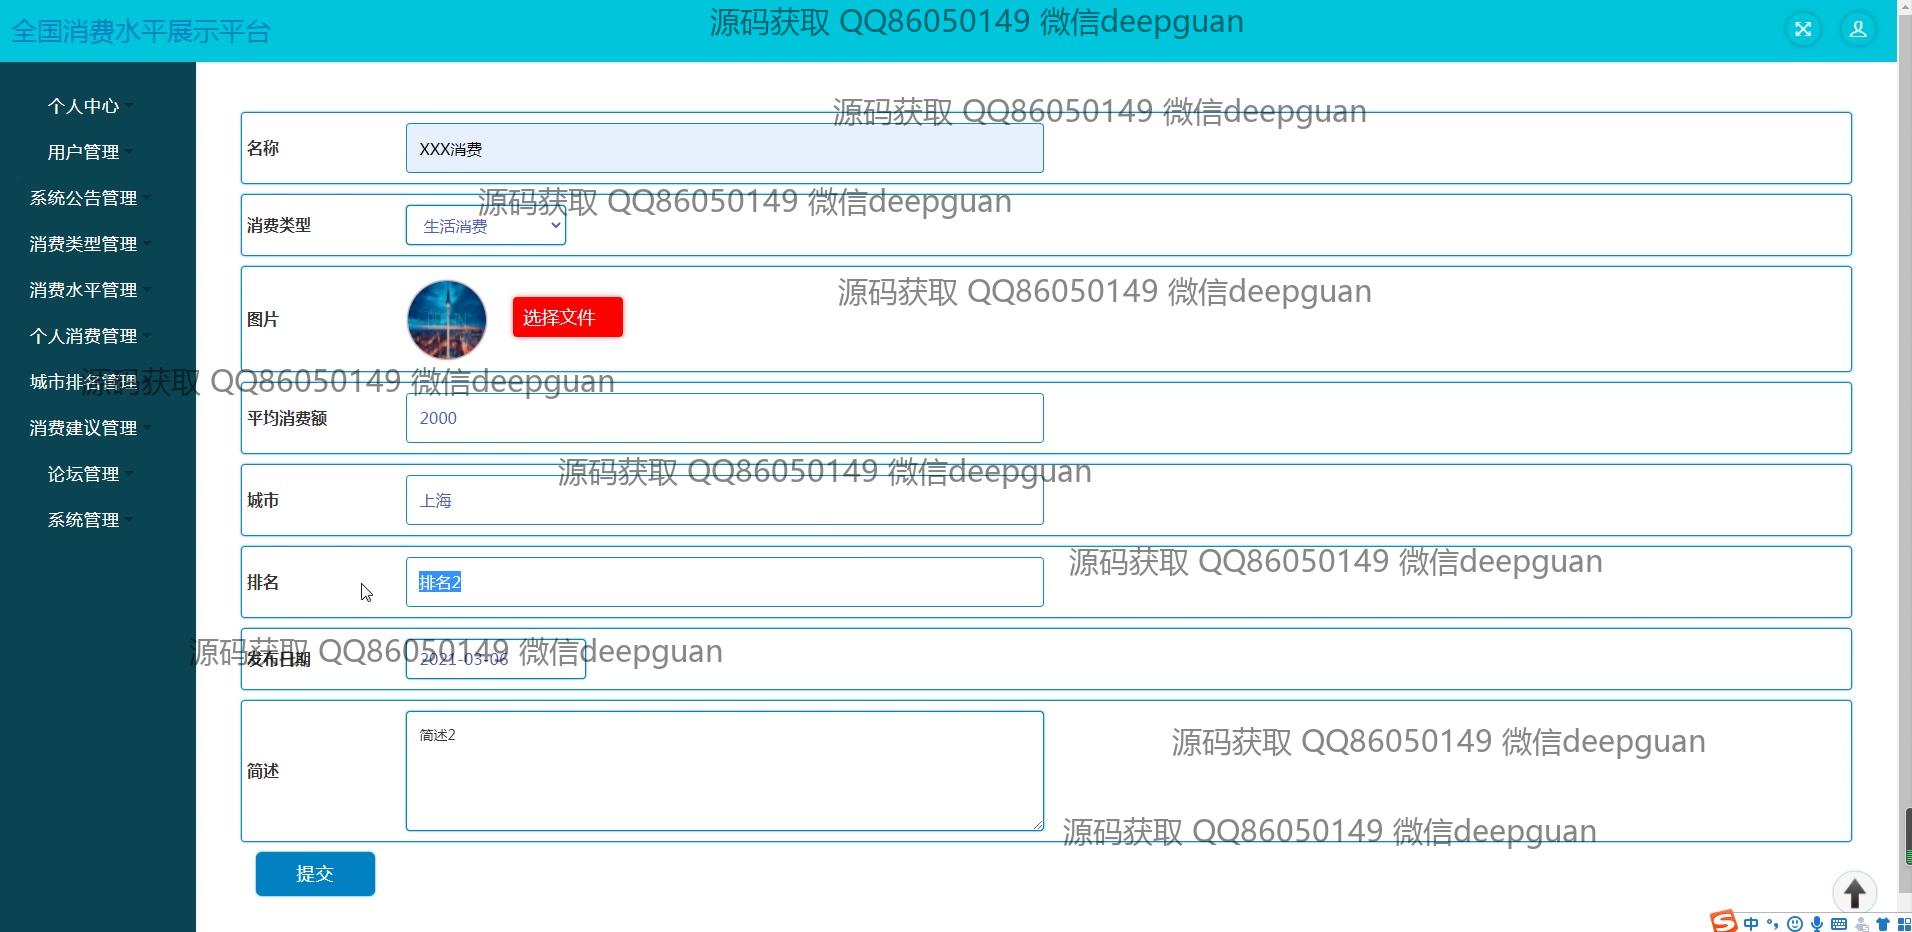 全国消费水平展示平台
源码获取 QQ86050149 微信deepguan
个人中心
用户管理
系统公告管理
消费类型管理
消费水平管理
个人消费管理
城市排名管理
消费建议管理
论坛管理
系统管理
源码获取 QQ86050149 微信deepguan
名称
XXX消费
源码获取 QQ86050149 微信deepguan
消费类型
生活消费
源码获取 QQ86050149 微信deepguan
图片
选择文件
源码获取 QQ86050149 微信deepguan
平均消费额
2000
源码获取 QQ86050149 微信deepguan
城市
上海
源码获取 QQ86050149 微信deepguan
排名
排名2
源码获取 QQ86050149 微信deepguan
发布日期
2021-03-06
源码获取 QQ86050149 微信deepguan
简述
简述2
源码获取 QQ86050149 微信deepguan
提交
中